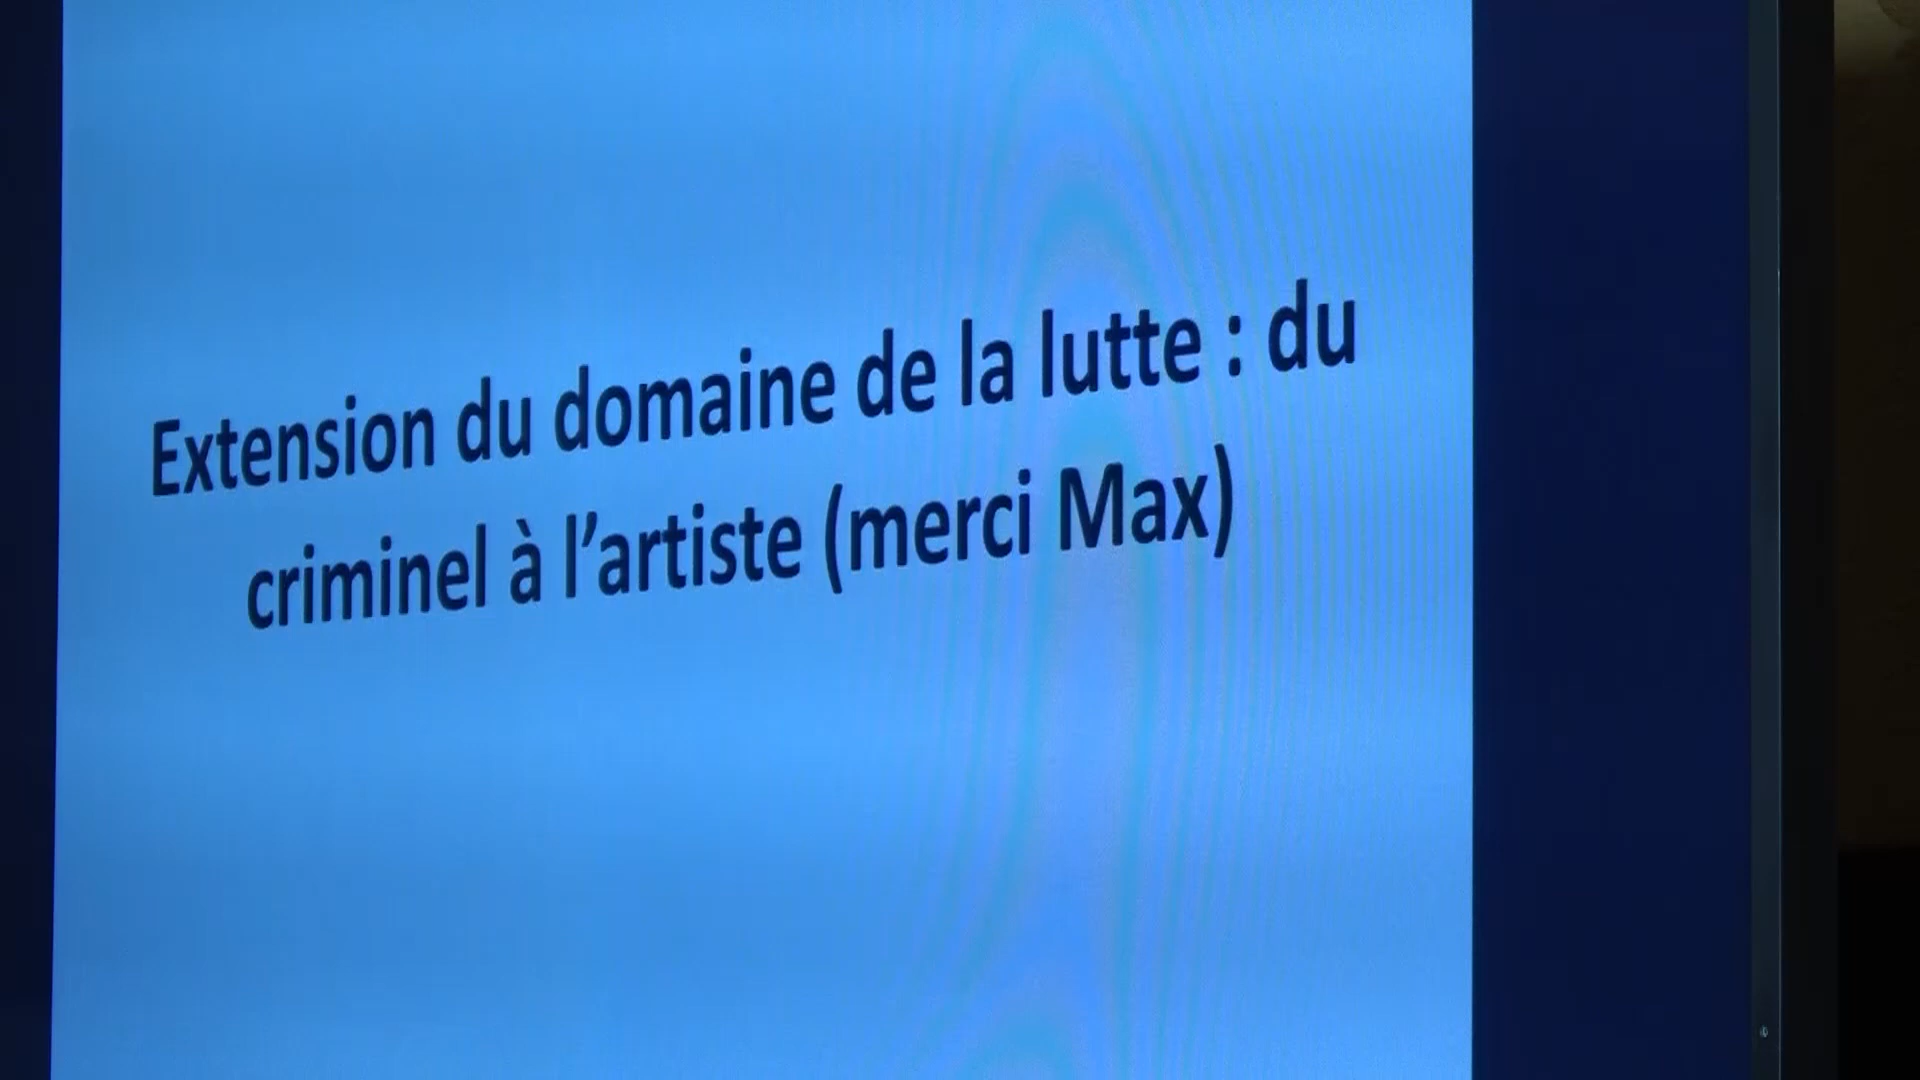 Extension du domaine de la lutte : du
criminel à l’artiste (merci Max)